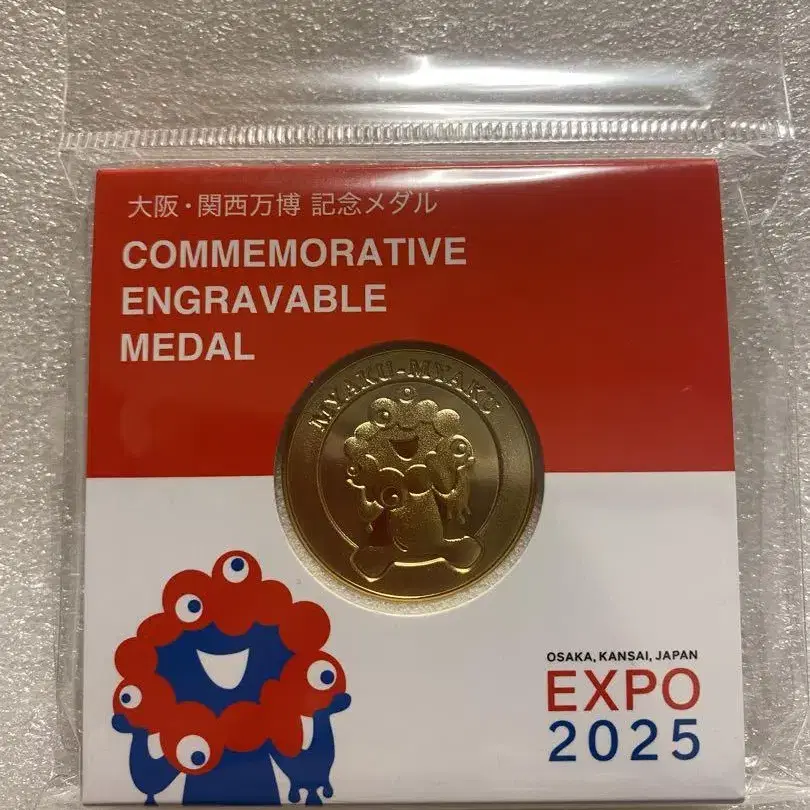 大阪・関西万博 記念メダル
COMMEMORATIVE
ENGRAVABLE
MEDAL
MYAKU-MYAKU
OSAKA, KANSAI, JAPAN
EXPO
2025